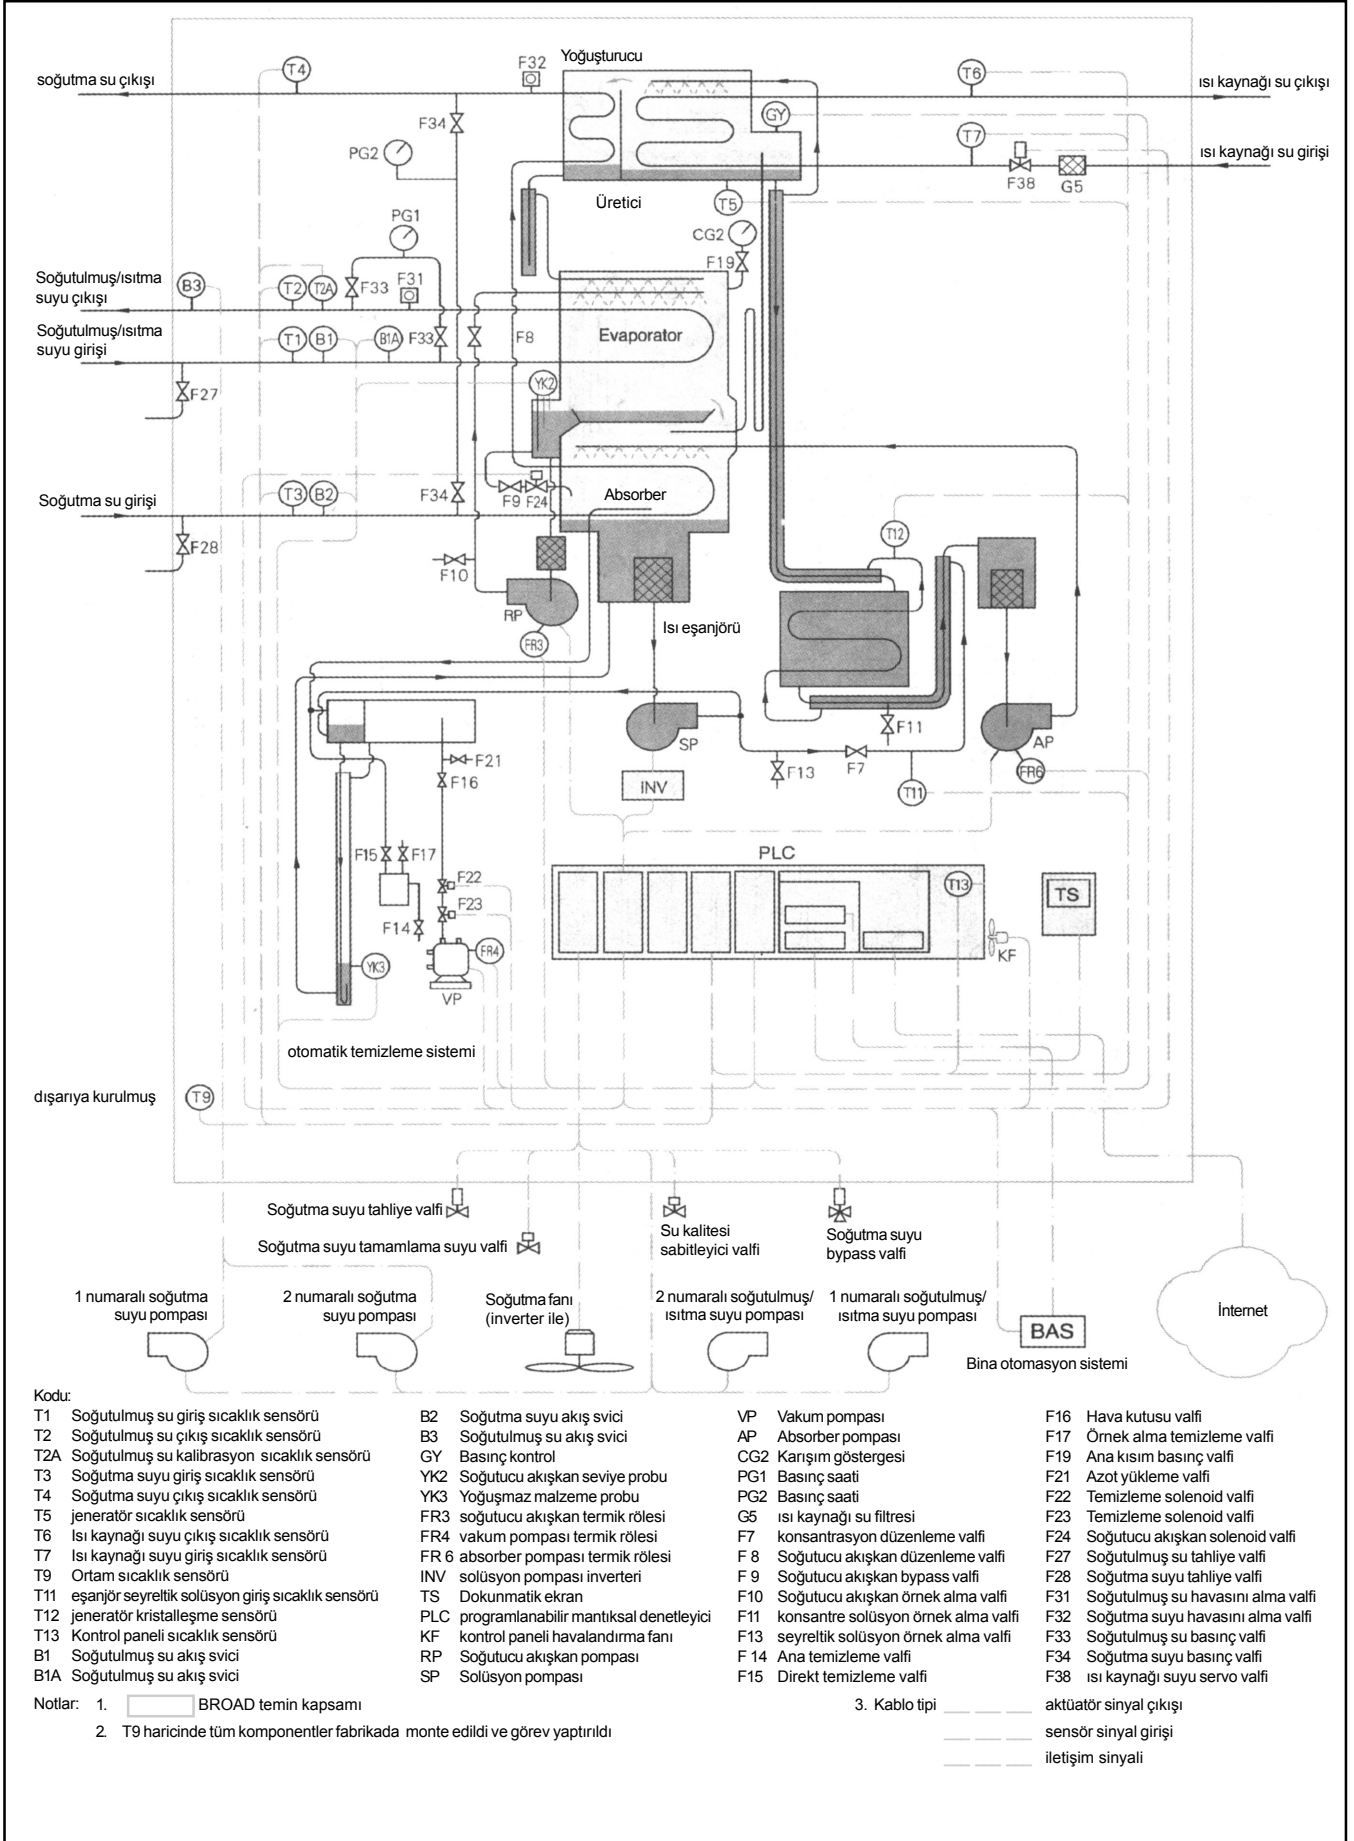 Yoğuşturucu
F32
T4
T6
soğutma su çıkışı
ısı kaynağı su çıkışı
GY
F34
T7
PG2
ısı kaynağı su girişi
F38
G5
Üretici
T5
PG1
CG2
F19
Soğutulmuş/ısıtma
suyu çıkışı
B3
T2
T2A
F33
F31
Soğutulmuş/ısıtma
suyu girişi
T1
B1
B1A
F33
F8
Evaporator
YK2
F27
Soğutma su girişi
T3
B2
F34
F9
F24
Absorber
T12
F28
F10
RP
FR3
Isı eşanjörü
SP
F11
AP
F21
F16
F13
F7
FR6
INV
T11
PLC
F15
F17
F22
T13
TS
F23
F14
FR4
KF
YK3
VP
otomatik temizleme sistemi
dışarıya kurulmuş
T9
Soğutma suyu tahliye valfi
Su kalitesi
sabitleyici valfi
Soğutma suyu
bypass valfi
Soğutma suyu tamamlama suyu valfi
1 numaralı soğutma
suyu pompası
2 numaralı soğutma
suyu pompası
Soğutma fanı
(inverter ile)
2 numaralı soğutulmuş/
ısıtma suyu pompası
1 numaralı soğutulmuş/
ısıtma suyu pompası
İnternet
BAS
Bina otomasyon sistemi
Kodu:
T1 Soğutulmuş su giriş sıcaklık sensörü
T2 Soğutulmuş su çıkış sıcaklık sensörü
T2A Soğutulmuş su kalibrasyon sıcaklık sensörü
T3 Soğutma suyu giriş sıcaklık sensörü
T4 Soğutma suyu çıkış sıcaklık sensörü
T5 jeneratör sıcaklık sensörü
T6 Isı kaynağı suyu çıkış sıcaklık sensörü
T7 Isı kaynağı suyu giriş sıcaklık sensörü
T9 Ortam sıcaklık sensörü
T11 eşanjör seyreltik solüsyon giriş sıcaklık sensörü
T12 jeneratör kristalleşme sensörü
T13 Kontrol paneli sıcaklık sensörü
B1 Soğutulmuş su akış svici
B1A Soğutulmuş su akış svici
B2 Soğutma suyu akış svici
B3 Soğutulmuş su akış svici
GY Basınç kontrol
YK2 Soğutucu akışkan seviye probu
YK3 Yoğuşmaz malzeme probu
FR3 soğutucu akışkan termik rölesi
FR4 vakum pompası termik rölesi
FR 6 absorber pompası termik rölesi
INV solüsyon pompası inverteri
TS Dokunmatik ekran
PLC programlanabilir mantıksal denetleyici
KF kontrol paneli havalandırma fanı
RP Soğutucu akışkan pompası
SP Solüsyon pompası
VP Vakum pompası
AP Absorber pompası
CG2 Karışım göstergesi
PG1 Basınç saati
PG2 Basınç saati
G5 ısı kaynağı su filtresi
F7 konsantrasyon düzenleme valfi
F 8 Soğutucu akışkan düzenleme valfi
F 9 Soğutucu akışkan bypass valfi
F10 Soğutucu akışkan örnek alma valfi
F11 konsantre solüsyon örnek alma valfi
F13 seyreltik solüsyon örnek alma valfi
F 14 Ana temizleme valfi
F15 Direkt temizleme valfi
F16 Hava kutusu valfi
F17 Örnek alma temizleme valfi
F19 Ana kısım basınç valfi
F21 Azot yükleme valfi
F22 Temizleme solenoid valfi
F23 Temizleme solenoid valfi
F24 Soğutucu akışkan solenoid valfi
F27 Soğutulmuş su tahliye valfi
F28 Soğutma suyu tahliye valfi
F31 Soğutulmuş su havasını alma valfi
F32 Soğutma suyu havasını alma valfi
F33 Soğutulmuş su basınç valfi
F34 Soğutma suyu basınç valfi
F38 ısı kaynağı suyu servo valfi
Notlar: 1. BROAD temin kapsamı
2. T9 haricinde tüm komponentler fabrikada monte edildi ve görev yaptırıldı
3. Kablo tipi
aktüatör sinyal çıkışı
sensör sinyal girişi
iletişim sinyali